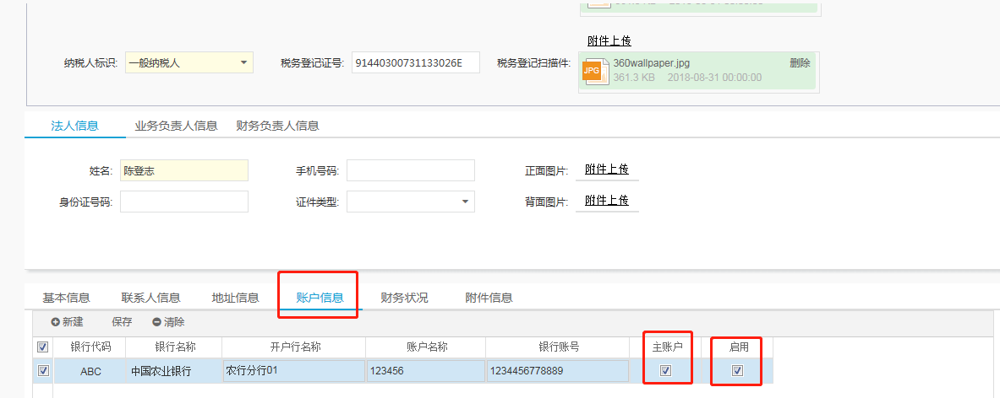 附件上传
纳税人标识: 一般纳税人 税务登记证号: 91440300731133026E 税务登记扫描件: JPG 360wallpaper.jpg 删除
361.3 KB 2018-08-31 00:00:00
法人信息 业务负责人信息 财务负责人信息
姓名: 陈登志 手机号码: 正面图片: 附件上传
身份证号码: 证件类型: 背面图片: 附件上传
基本信息 联系人信息 地址信息 账户信息 财务状况 附件信息
新建 保存 清除
银行代码 银行名称 开户行名称 账户名称 银行账号 主账户 启用
ABC 中国农业银行 农行分行01 123456 1234456778889